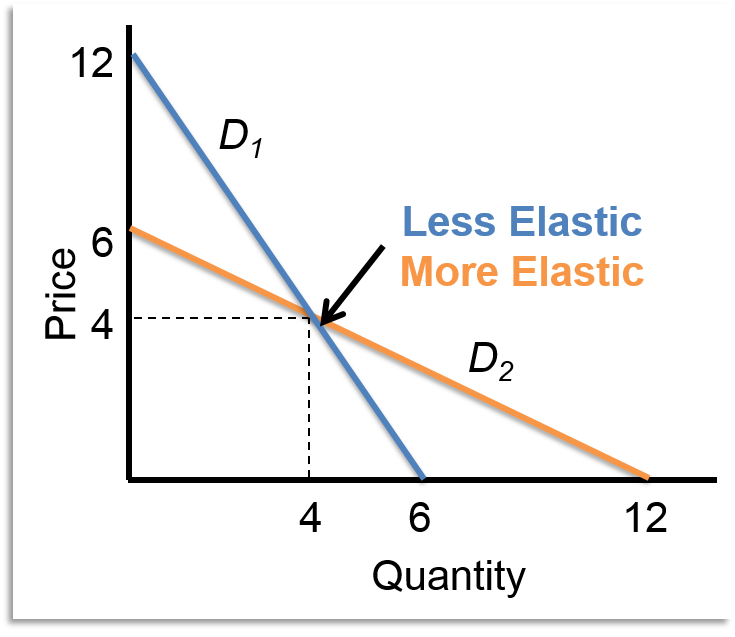 12
D1
Less Elastic
More Elastic
6
Price
4
D2
4 6 12
Quantity